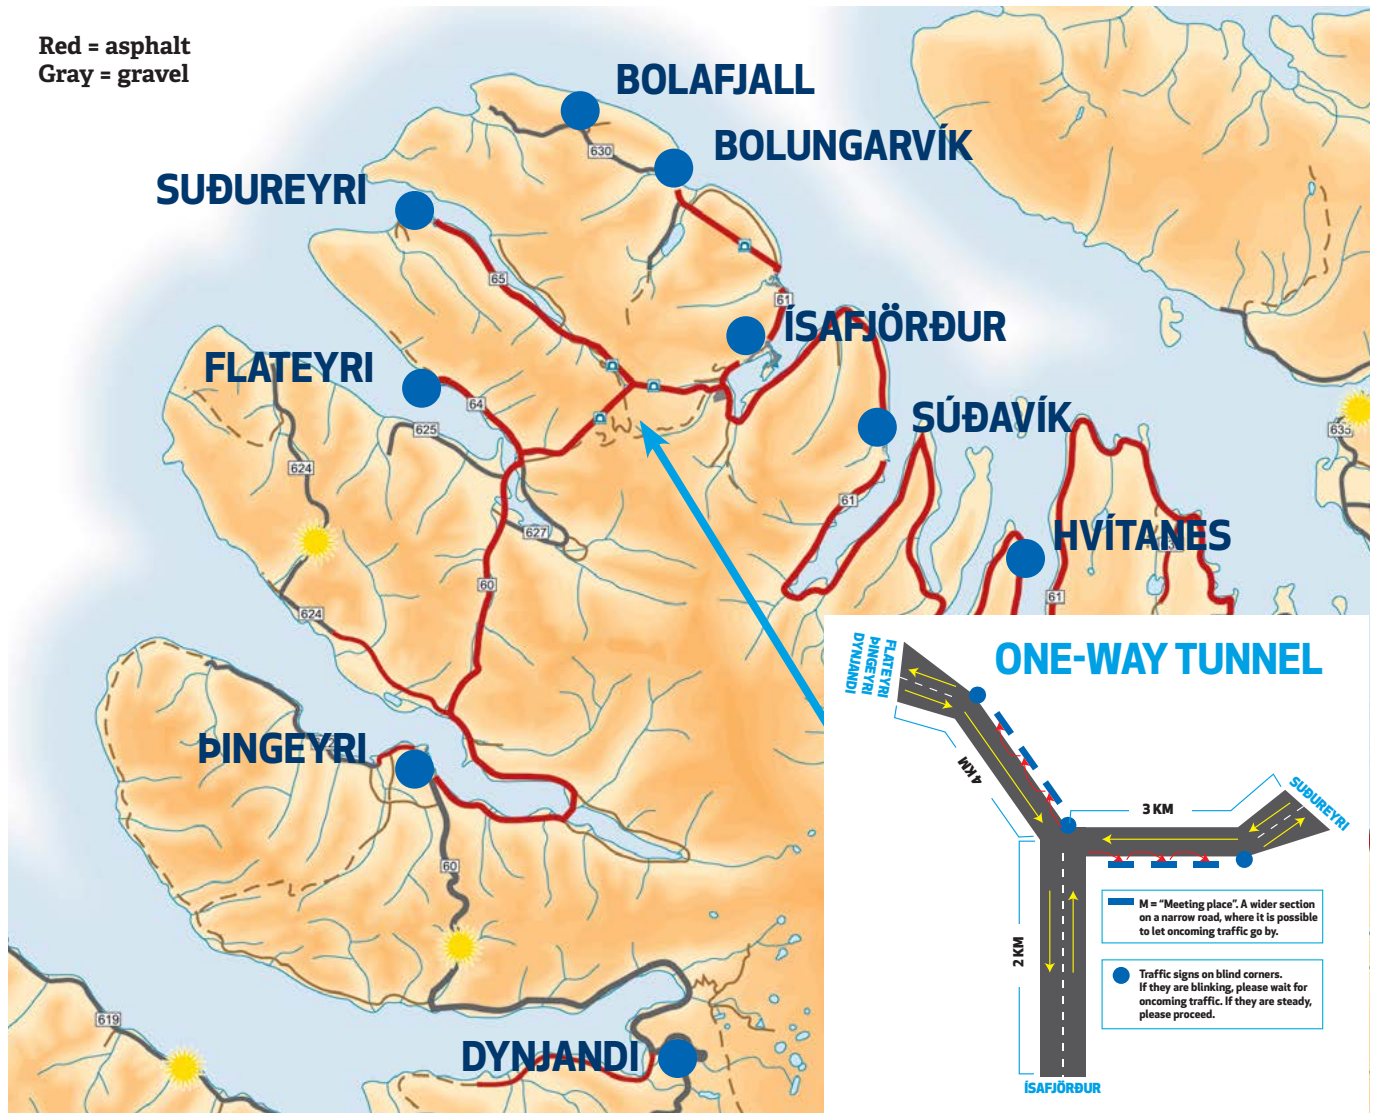 Red = asphalt
Gray = gravel
BOLAFJALL
630
BOLUNGARVÍK
SUÐUREYRI
65
61
ÍSAFJÖRÐUR
FLATEYRI
64
625
SÚÐAVÍK
635
624
61
627
HVÍTANES
60
61
624
ÞINGEYRI
60
619
DYNJANDI
ONE-WAY TUNNEL
FLATEYRI
ÞINGEYRI
DYNJANDI
4 KM
3 KM
SUÐUREYRI
2 KM
M = "Meeting place". A wider section
on a narrow road, where it is possible
to let oncoming traffic go by.
Traffic signs on blind corners.
If they are blinking, please wait for
oncoming traffic. If they are steady,
please proceed.
ÍSAFJÖRÐUR